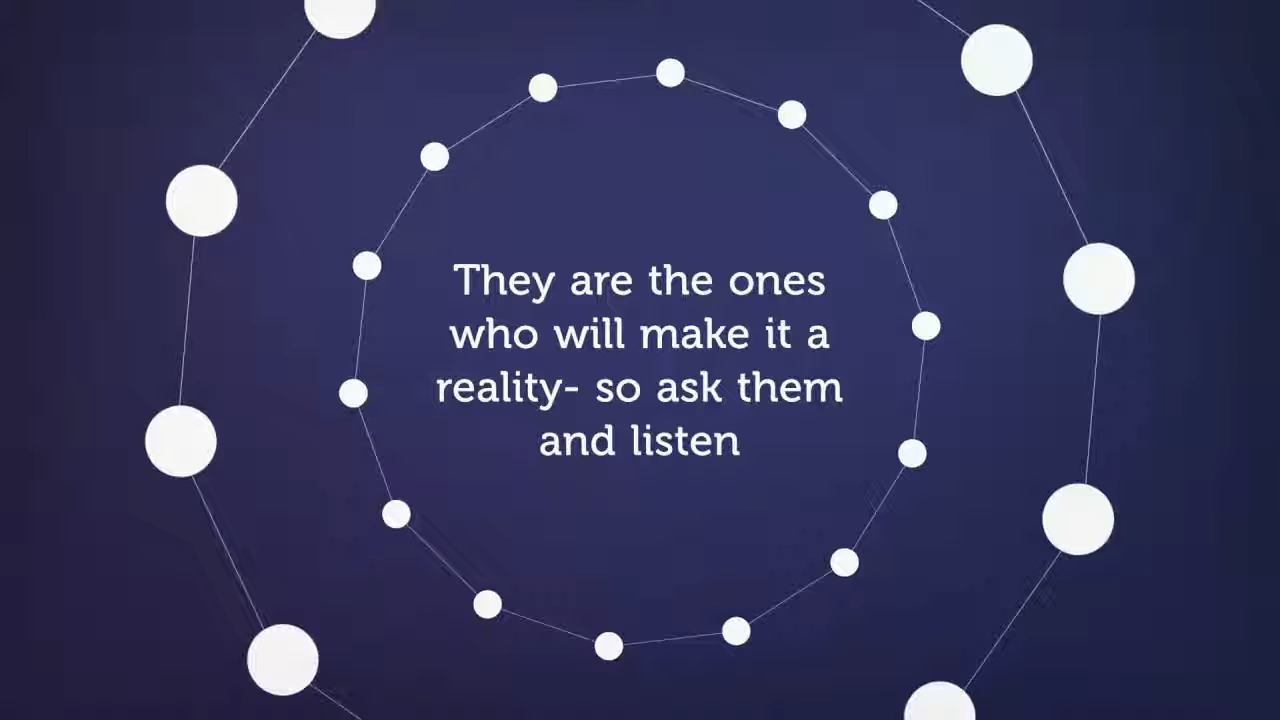 They are the ones
who will make it a
reality- so ask them
and listen